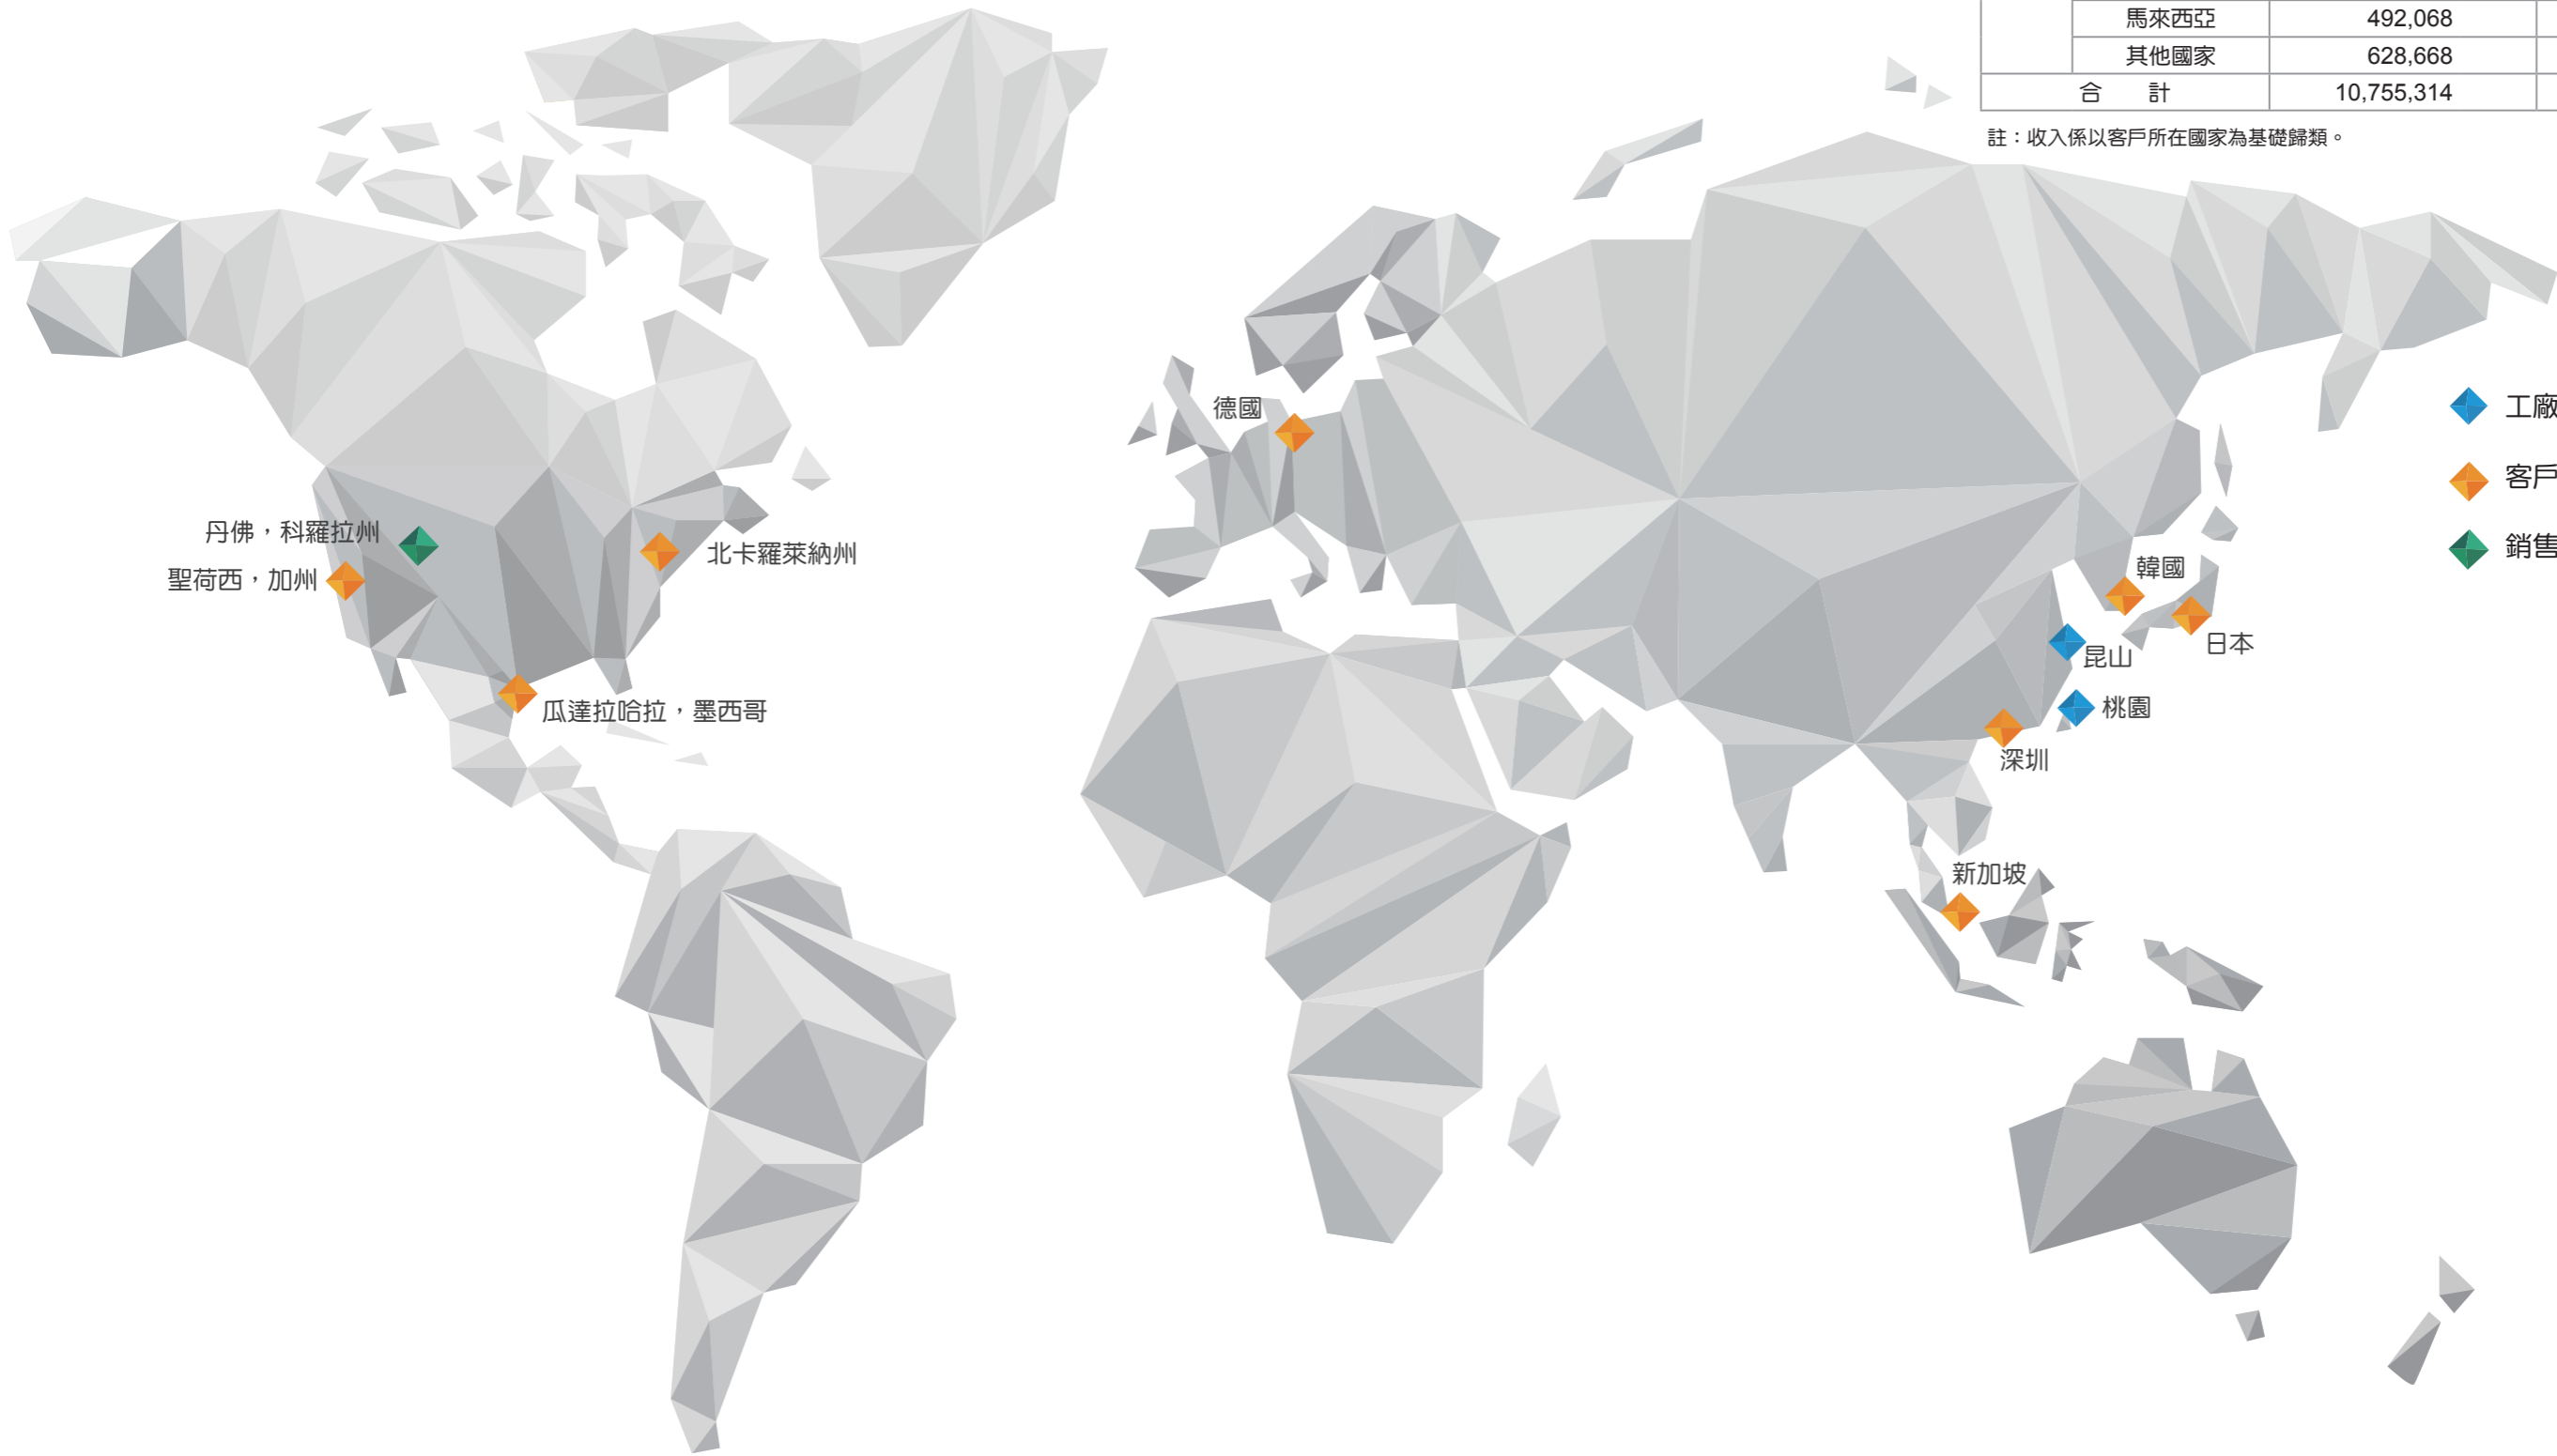 馬來西亞 492,068
其他國家 628,668
合 計 10,755,314
註：收入係以客戶所在國家為基礎歸類。
德國
工廠
客戶
銷售
丹佛，科羅拉州
聖荷西，加州
北卡羅萊納州
瓜達拉哈拉，墨西哥
韓國
日本
昆山
桃園
深圳
新加坡